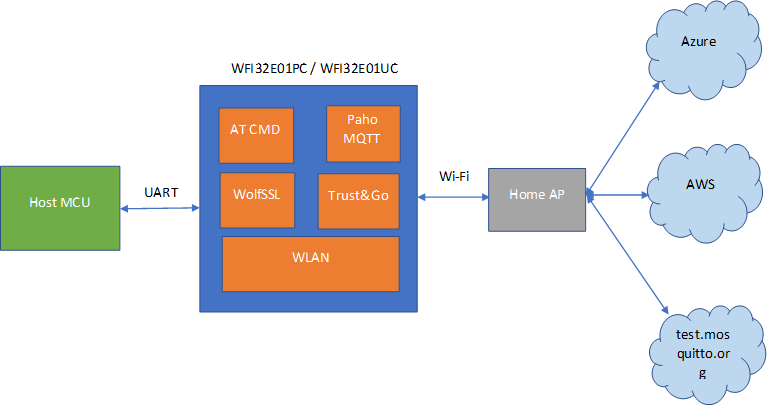 Azure
WFI32E01PC / WFI32E01UC
AT CMD
Paho
MQTT
Host MCU
UART
WolfSSL
Trust&Go
Wi-Fi
Home AP
AWS
WLAN
test.mos
quitto.or
g